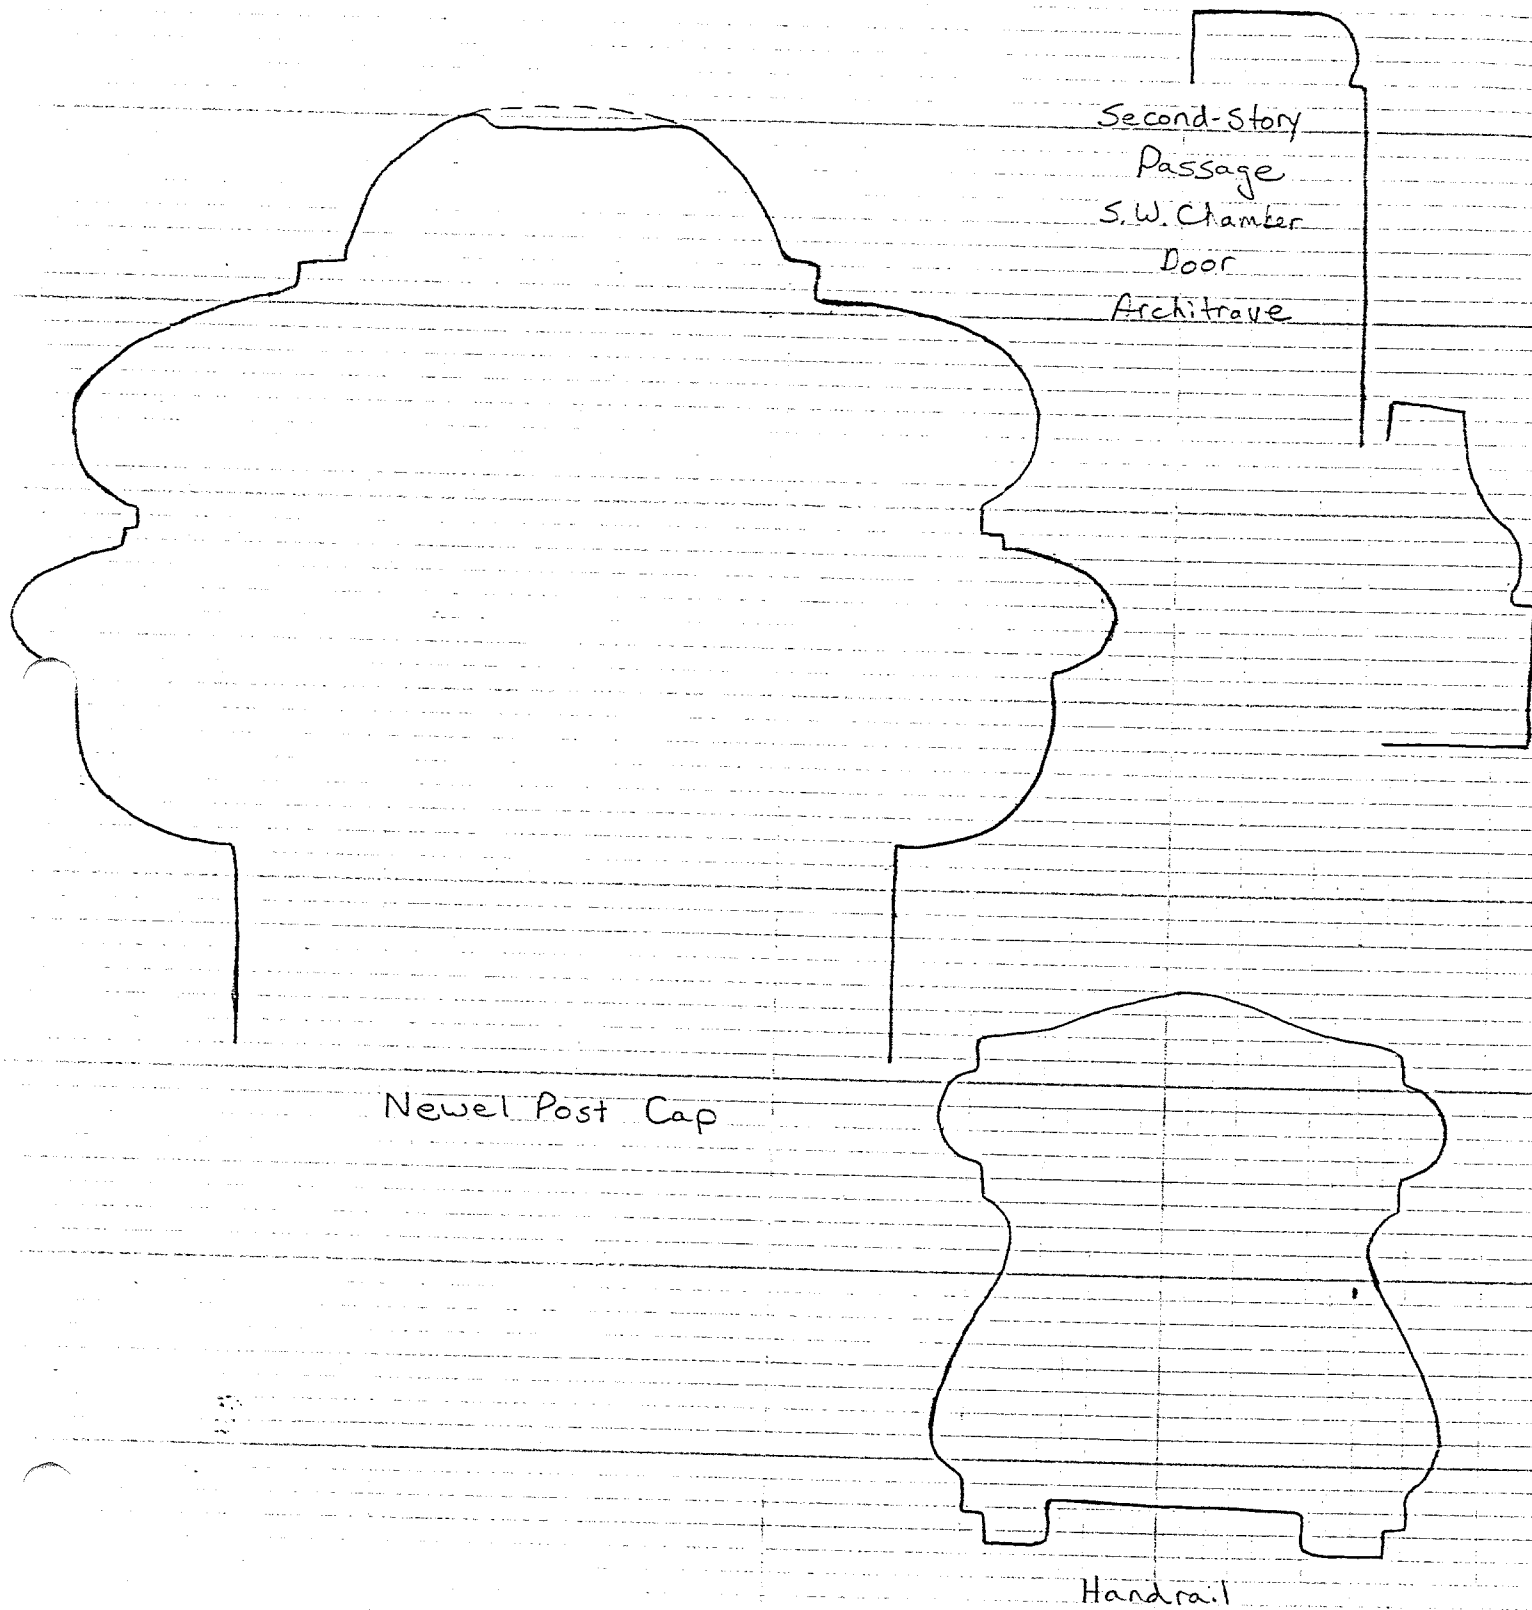 Second-Story
Passage
S.W. Chamber
Door
Architrave
Newel Post Cap
Handrail